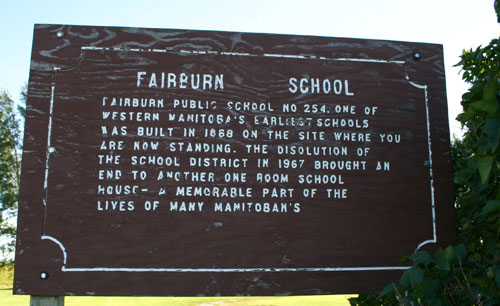 FAIRBURN SCHOOL
FAIRBURN PUBLIC SCHOOL NO. 254, ONE OF
WESTERN MANITOBA'S EARLIEST SCHOOLS
WAS BUILT IN 1868 ON THE SITE WHERE YOU
ARE NOW STANDING. THE DISOLUTION OF
THE SCHOOL DISTRICT IN 1967 BROUGHT AN
END TO ANOTHER ONE ROOM SCHOOL
HOUSE- A MEMORABLE PART OF THE
LIVES OF MANY MANITOBAN'S